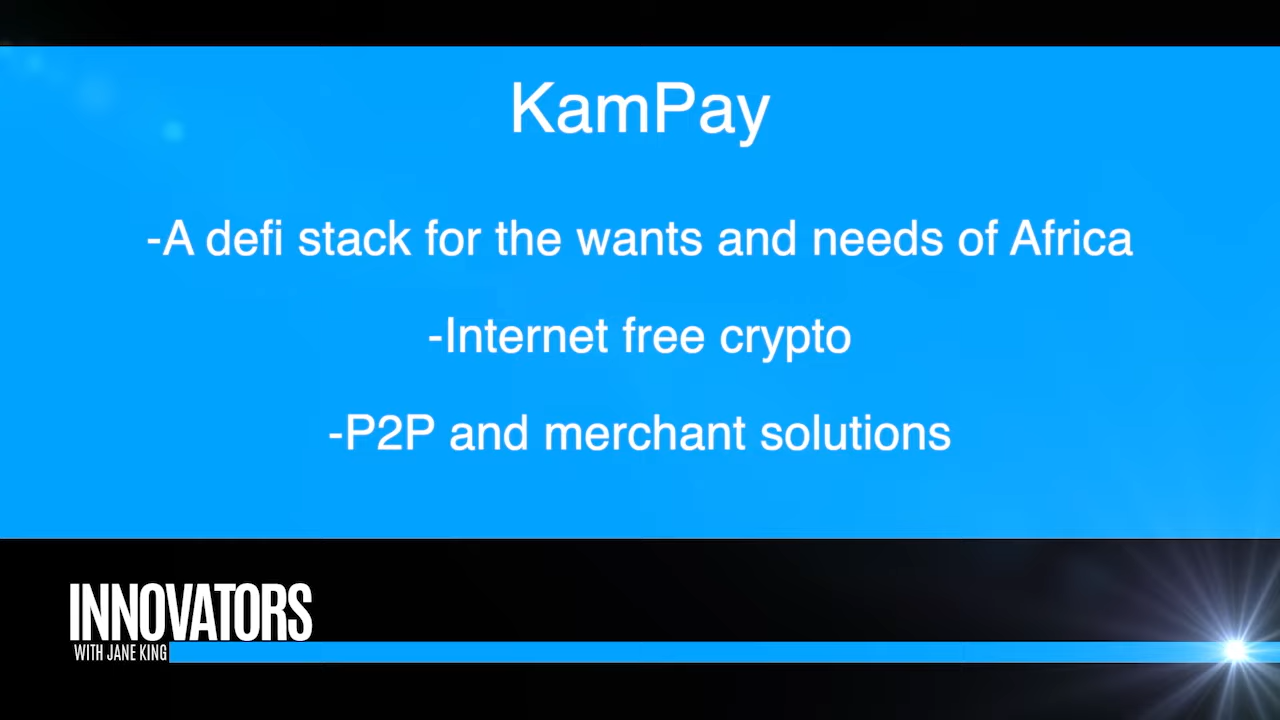 KamPay
-A defi stack for the wants and needs of Africa
-Internet free crypto
-P2P and merchant solutions
INNOVATORS
WITH JANE KING